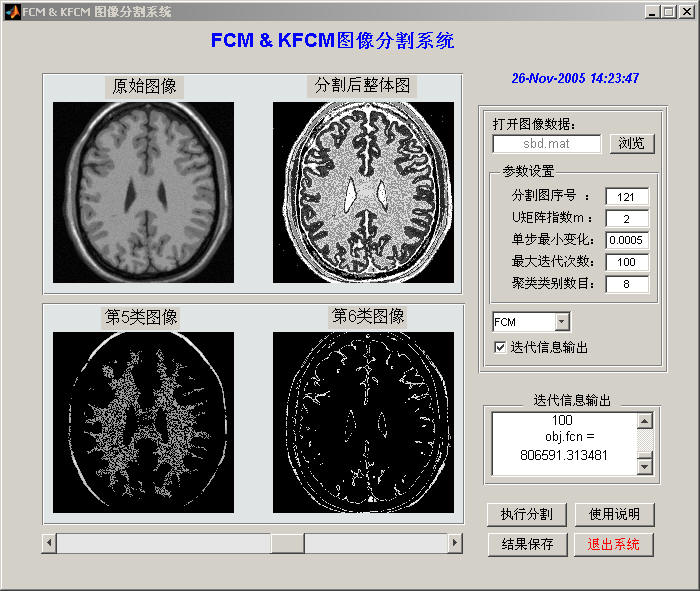 FCM & KFCM 图像分割系统
FCM & KFCM图像分割系统
26-Nov-2005 14:23:47
原始图像
分割后整体图
第5类图像
第6类图像
打开图像数据:
sbd.mat
浏览
参数设置
分割图序号 : 121
U矩阵指数m : 2
单步最小变化: 0.0005
最大迭代次数: 100
聚类类别数目: 8
FCM
迭代信息输出
迭代信息输出
100
obj.fcn =
806591.313481
执行分割
使用说明
结果保存
退出系统